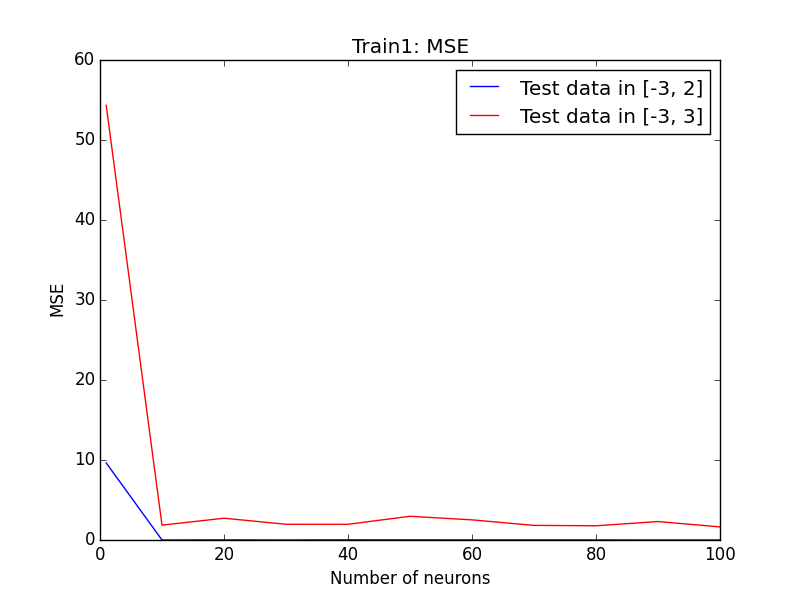 Train1: MSE
Test data in [-3, 2]
Test data in [-3, 3]
60
50
40
30
20
10
0
MSE
0 20 40 60 80 100
Number of neurons